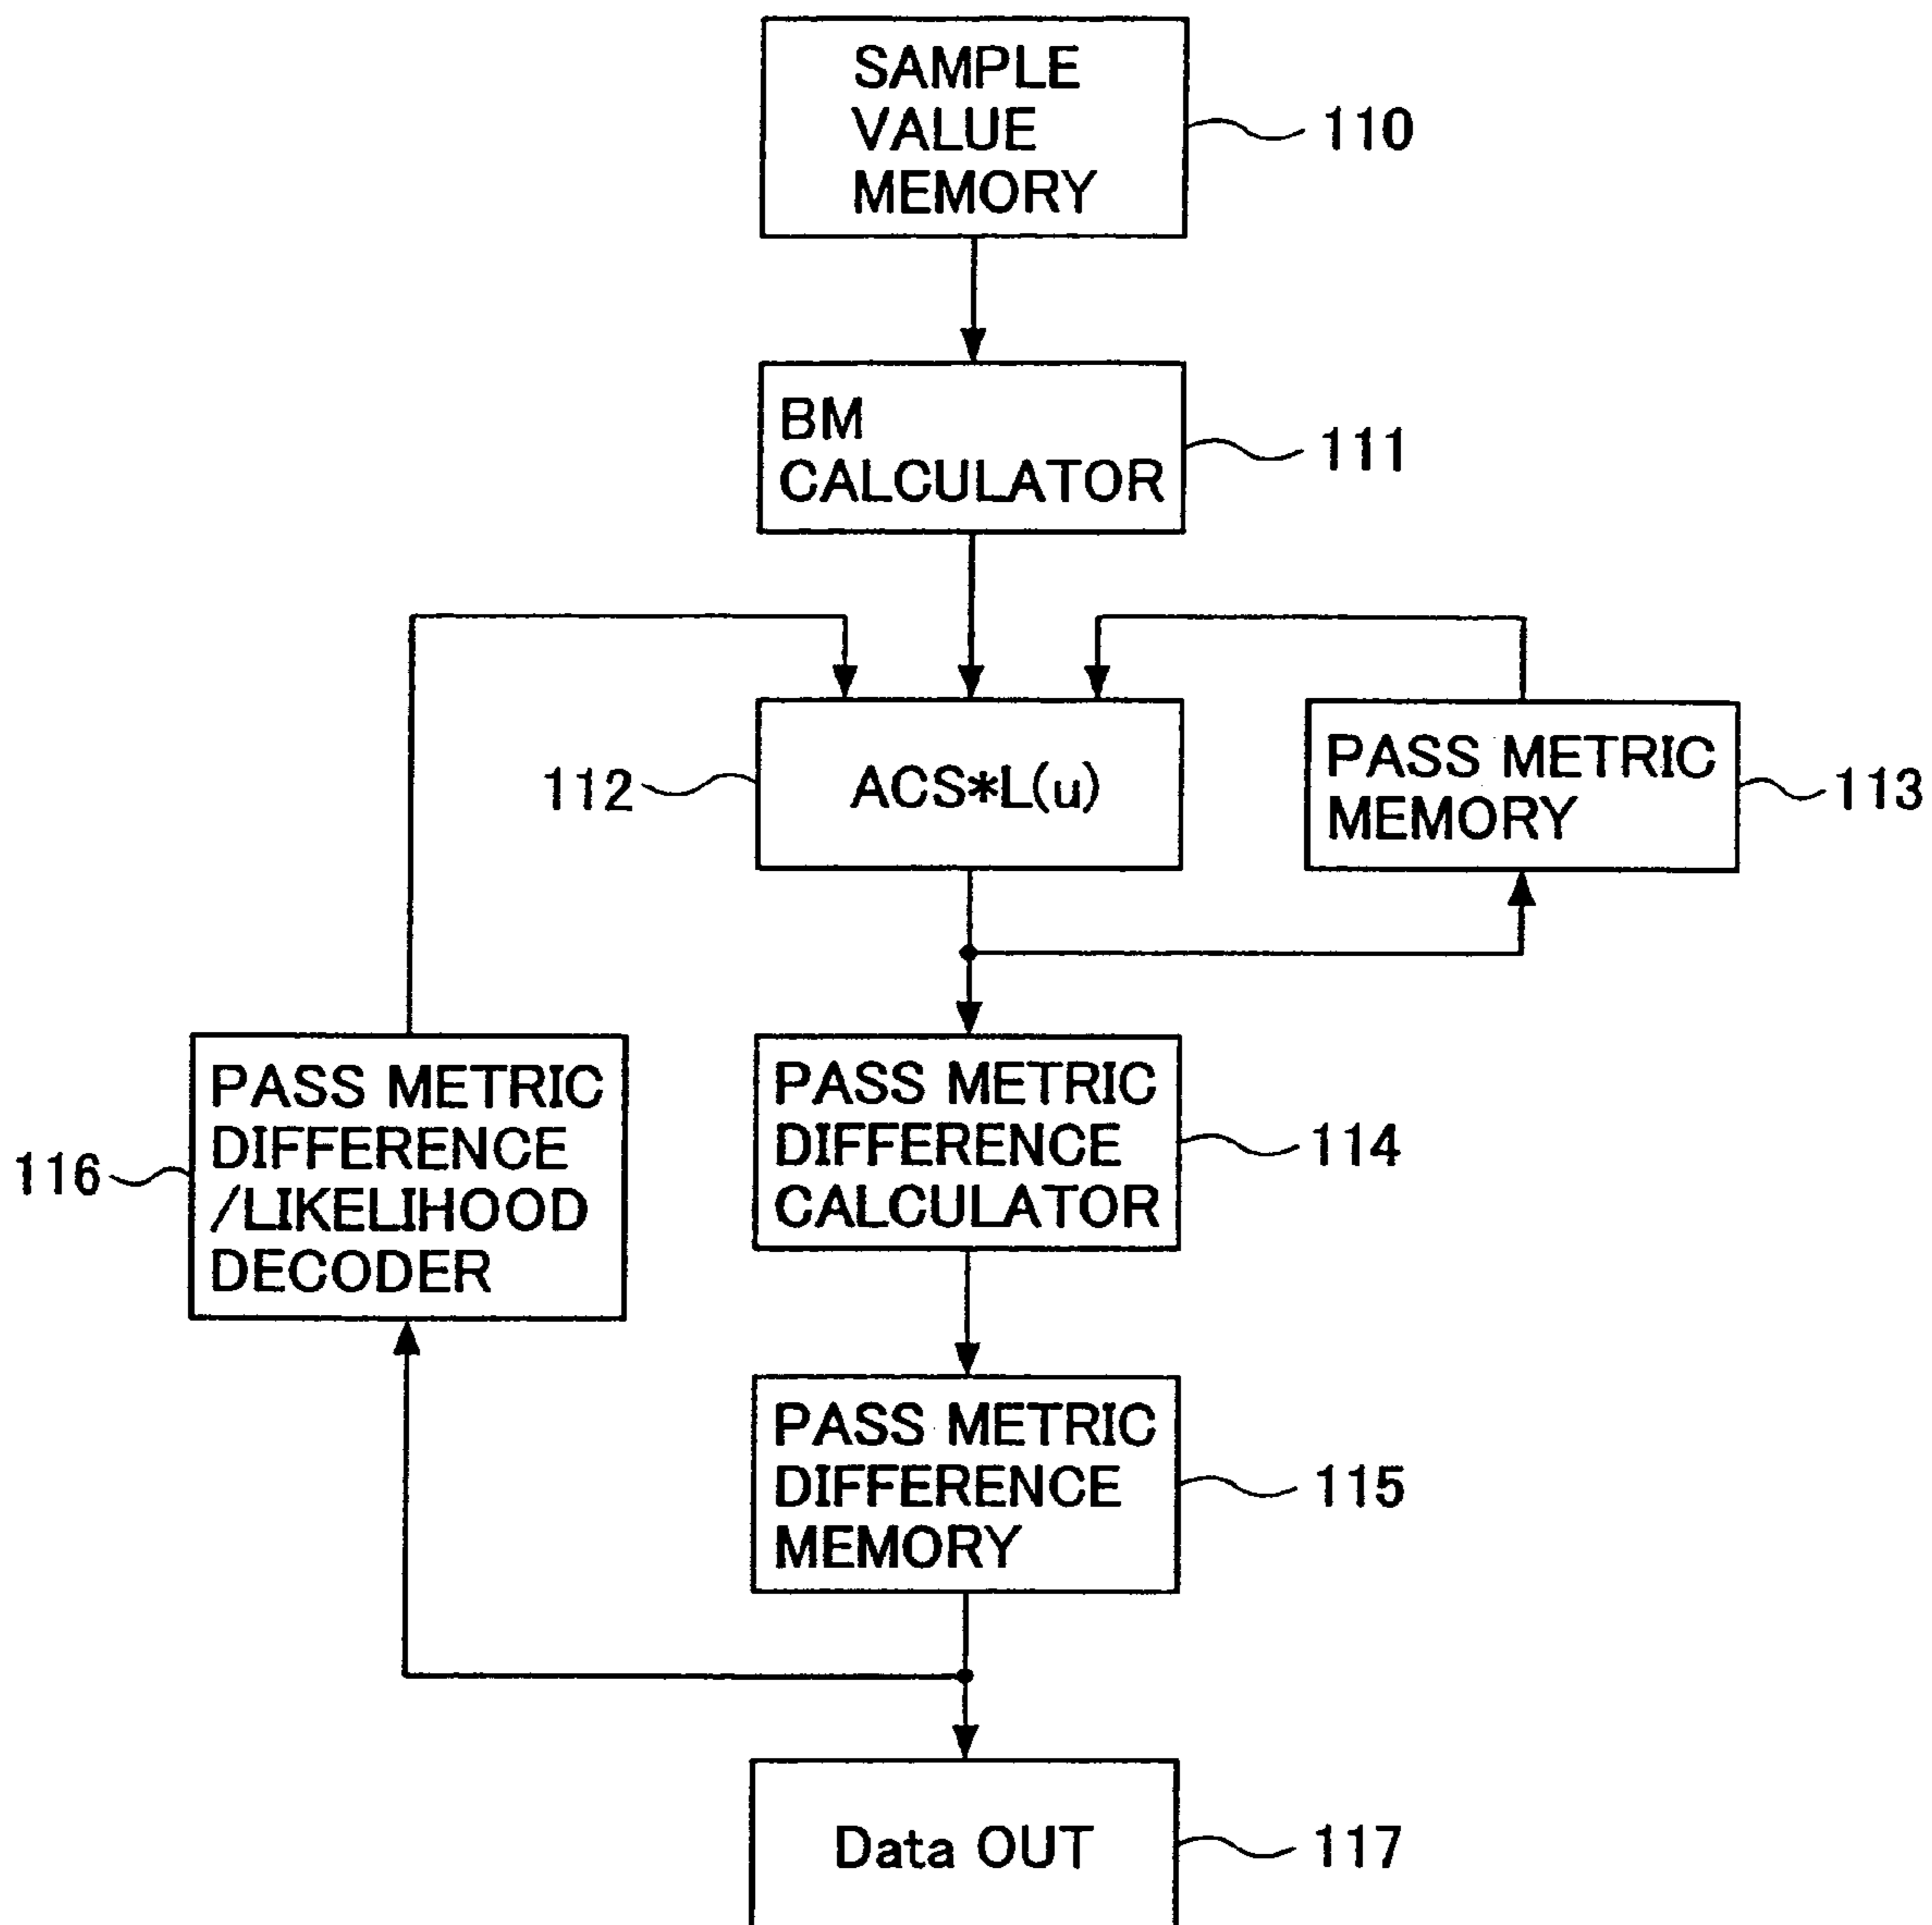 SAMPLE
VALUE
MEMORY
110
BM
CALCULATOR
111
112
ACS*L(u)
PASS METRIC
MEMORY
113
116
PASS METRIC
DIFFERENCE
/LIKELIHOOD
DECODER
PASS METRIC
DIFFERENCE
CALCULATOR
114
PASS METRIC
DIFFERENCE
MEMORY
115
Data OUT
117